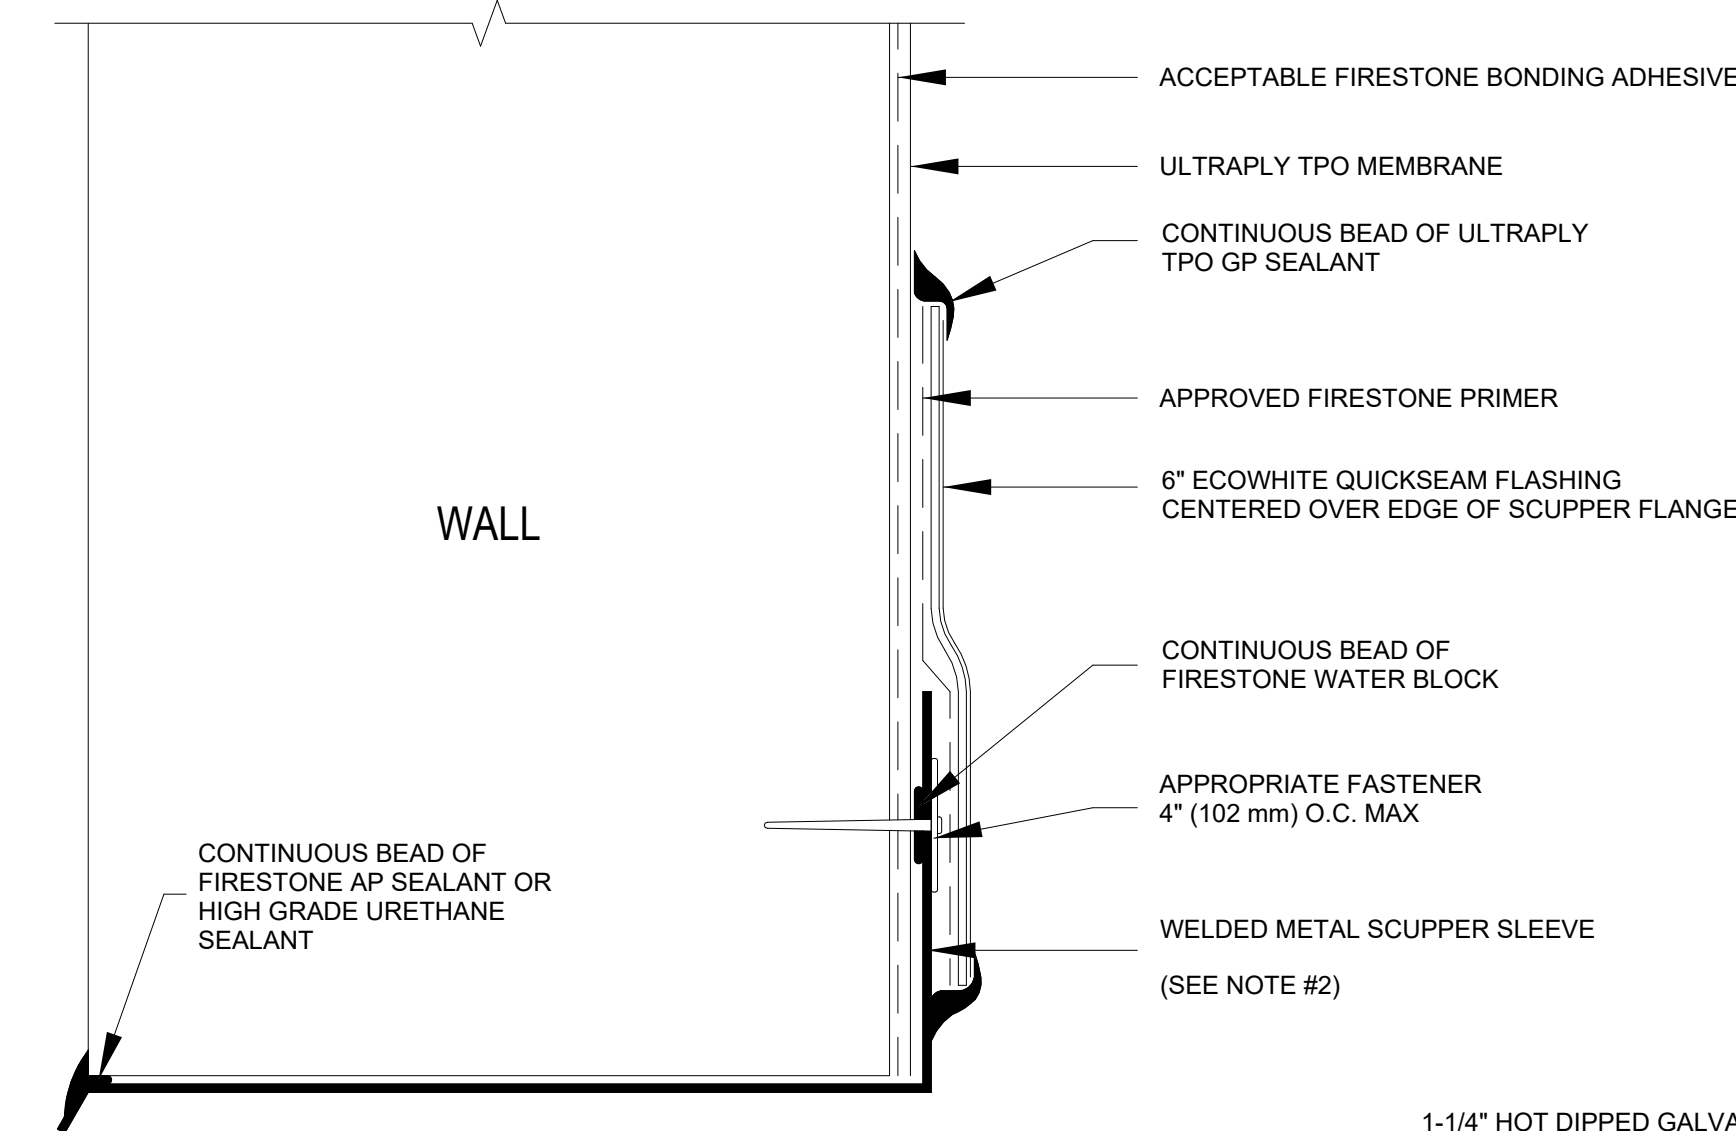 ACCEPTABLE FIRESTONE BONDING ADHESIVE
ULTRAPLY TPO MEMBRANE
CONTINUOUS BEAD OF ULTRAPLY
TPO GP SEALANT
APPROVED FIRESTONE PRIMER
6" ECOWHITE QUICKSEAM FLASHING
CENTERED OVER EDGE OF SCUPPER FLANGE
WALL
CONTINUOUS BEAD OF
FIRESTONE WATER BLOCK
APPROPRIATE FASTENER
4" (102 mm) O.C. MAX
CONTINUOUS BEAD OF
FIRESTONE AP SEALANT OR
HIGH GRADE URETHANE
SEALANT
WELDED METAL SCUPPER SLEEVE
(SEE NOTE #2)
1-1/4" HOT DIPPED GALVA